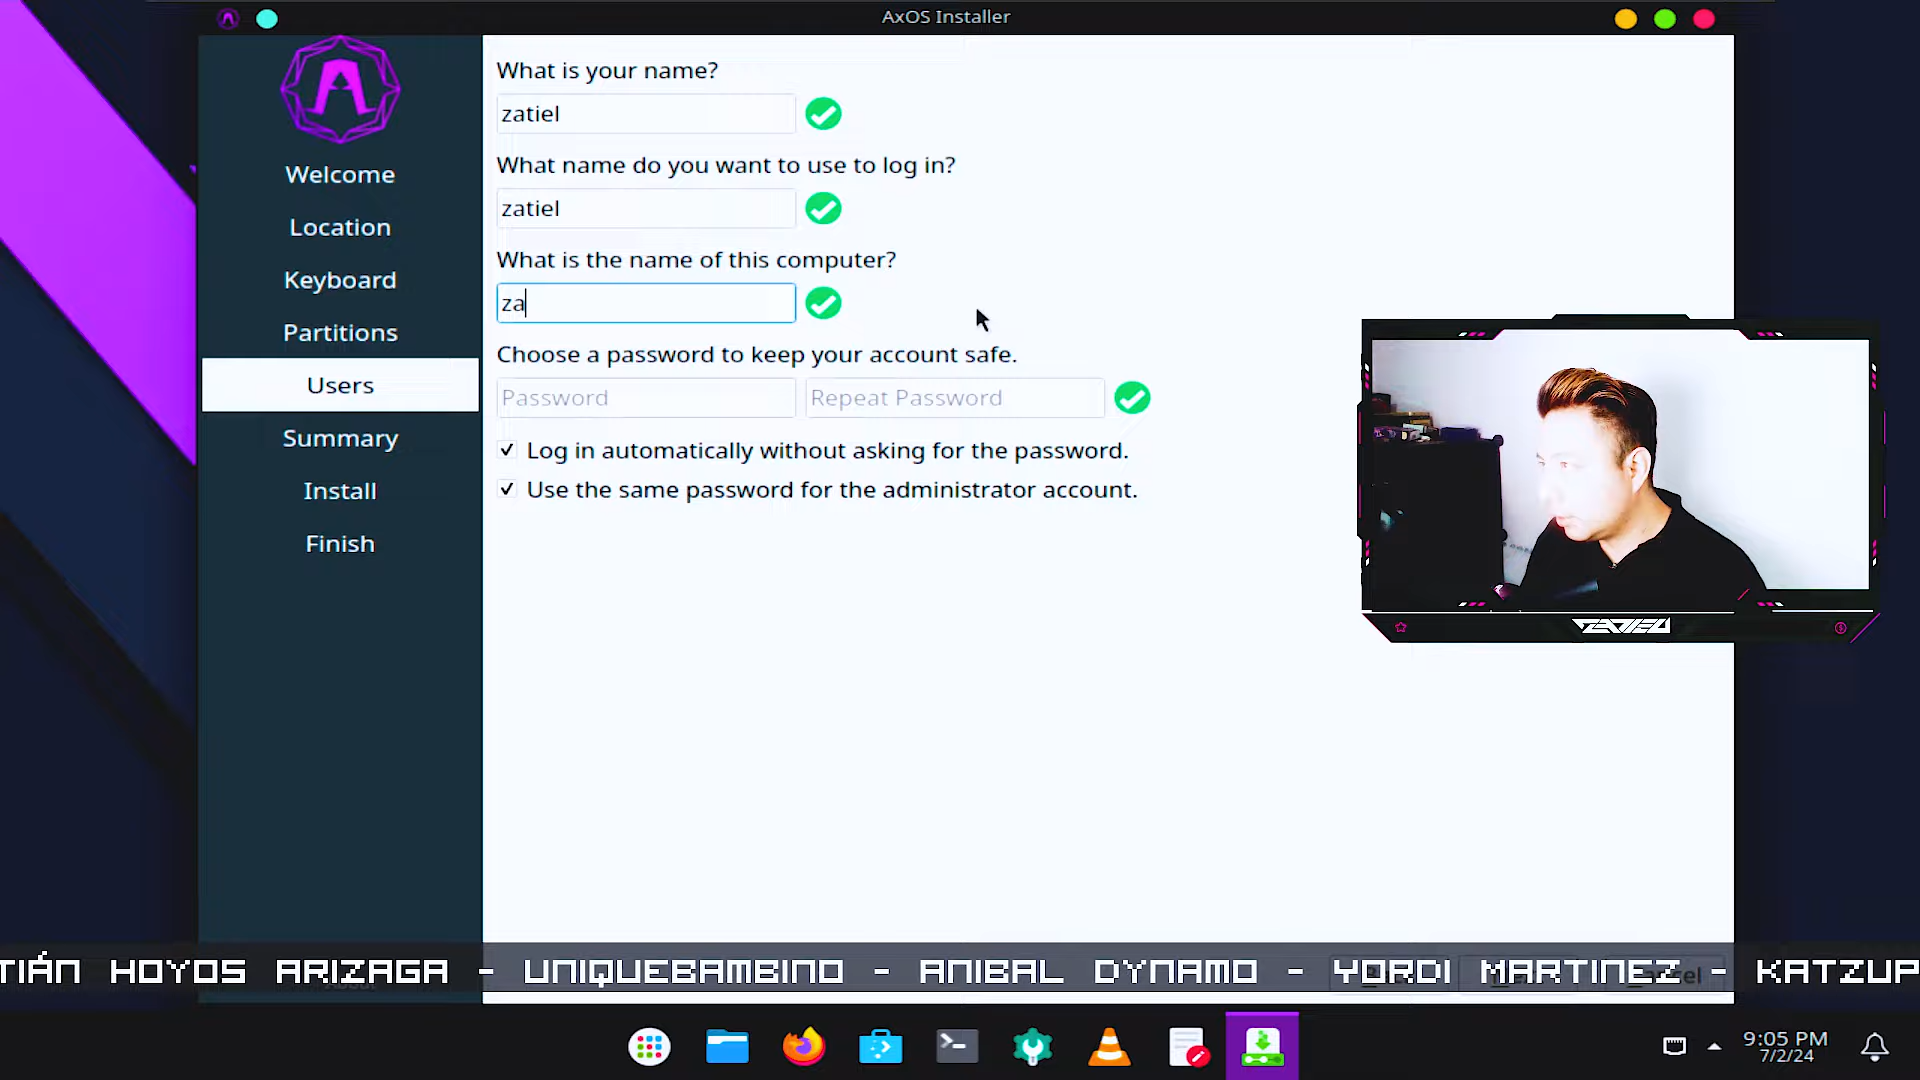 AxOS Installer
Welcome
Location
Keyboard
Partitions
Users
Summary
Install
Finish
What is your name?
zatiel
What name do you want to use to log in?
zatiel
What is the name of this computer?
za
Choose a password to keep your account safe.
Password
Repeat Password
Log in automatically without asking for the password.
Use the same password for the administrator account.
ZATIEL
TIÁN HOYOS ARIZAGA - UNIQUEBAMBINO - ANIBAL DYNAMO - YORDI MARTINEZ - KATZUP
9:05 PM
7/2/24